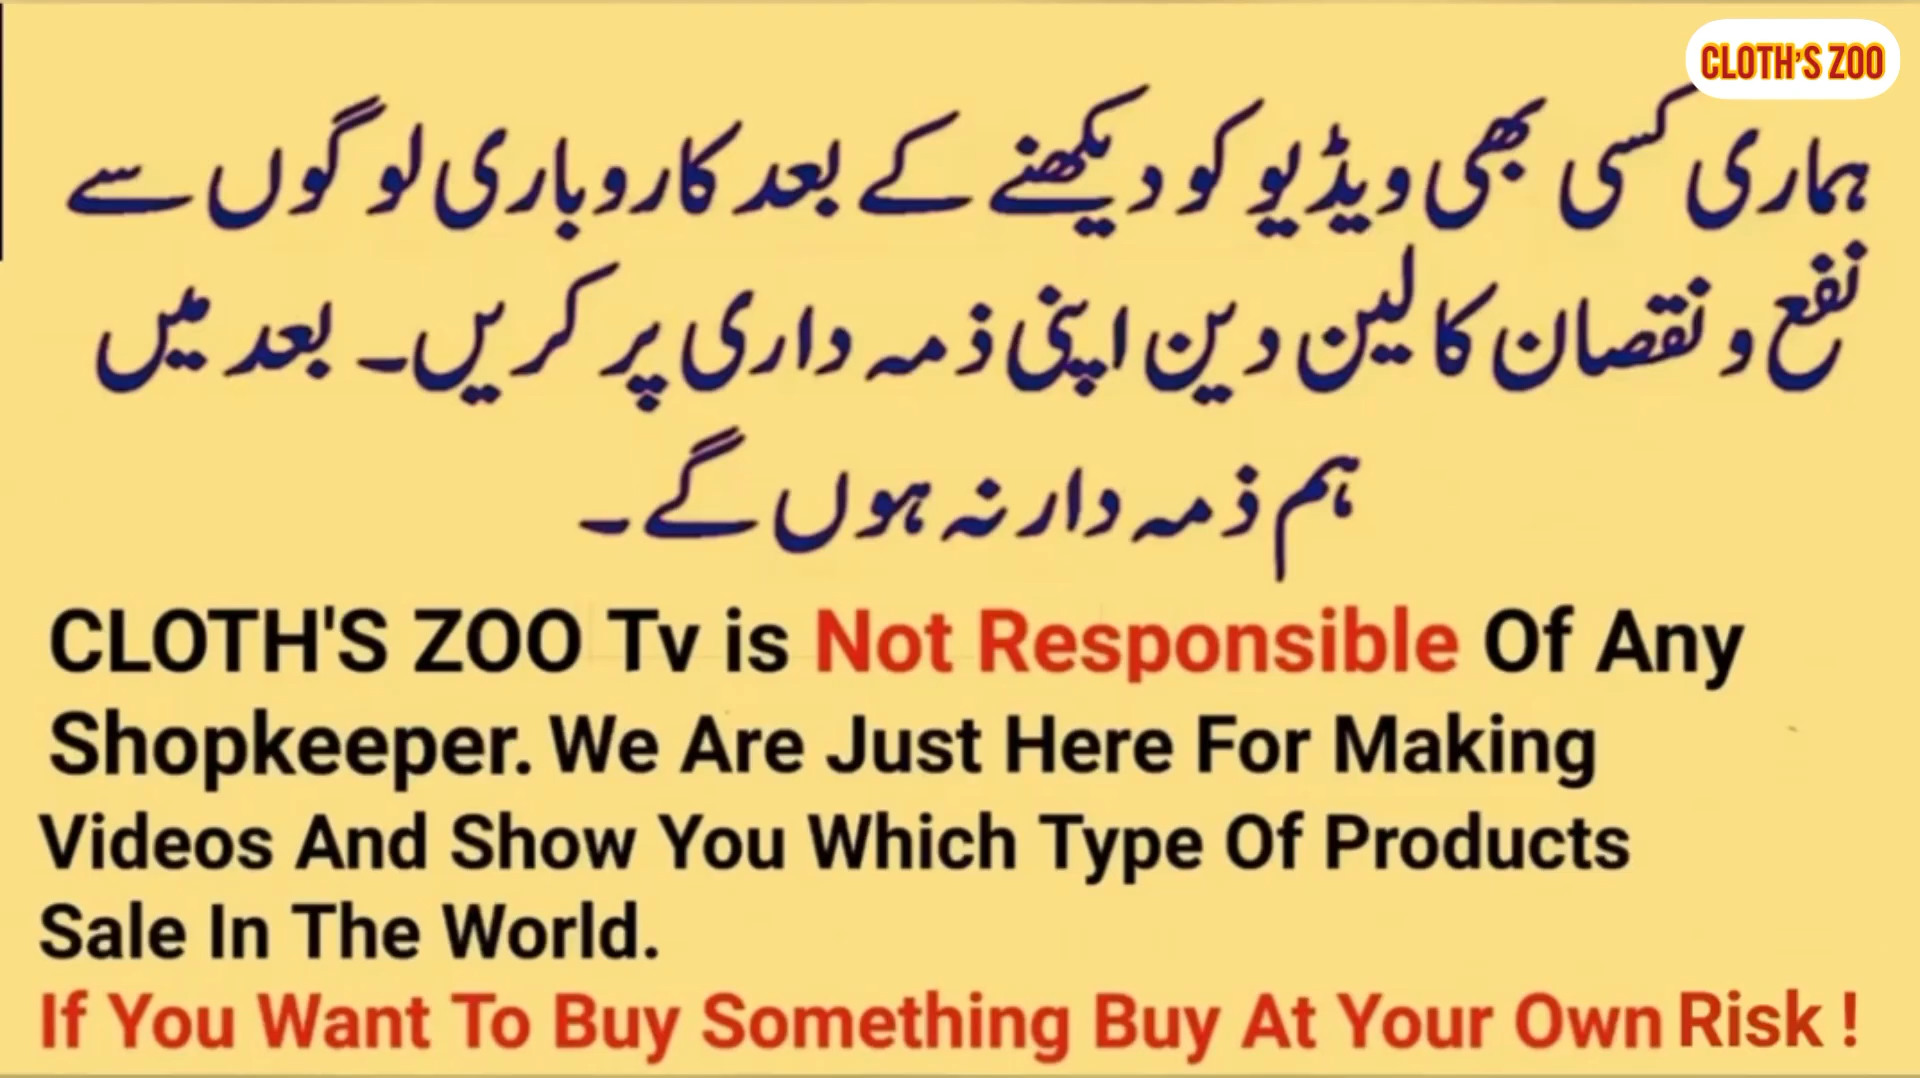 CLOTH'S ZOO
ہماری کسی بھی ویڈیو کو دیکھنے کے بعد کاروباری لوگوں سے
نفع و نقصان کا لین دین اپنی ذمہ داری پر کریں۔ بعد میں
ہم ذمہ دار نہ ہوں گے۔
CLOTH'S ZOO Tv is Not Responsible Of Any
Shopkeeper. We Are Just Here For Making
Videos And Show You Which Type Of Products
Sale In The World.
If You Want To Buy Something Buy At Your Own Risk !